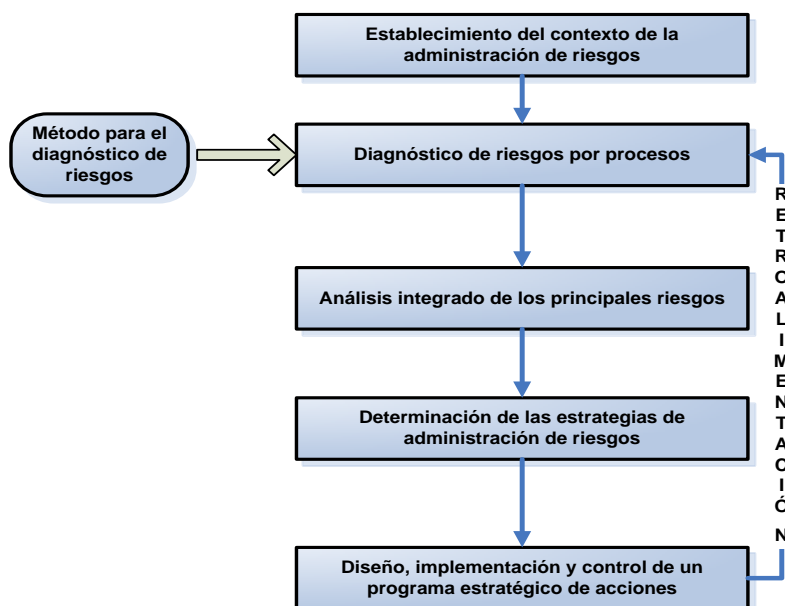 Establecimiento del contexto de la
administración de riesgos
Método para el
diagnóstico de
riesgos
Diagnóstico de riesgos por procesos
RETROALIMENTACIÓN
Análisis integrado de los principales riesgos
Determinación de las estrategias de
administración de riesgos
Diseño, implementación y control de un
programa estratégico de acciones